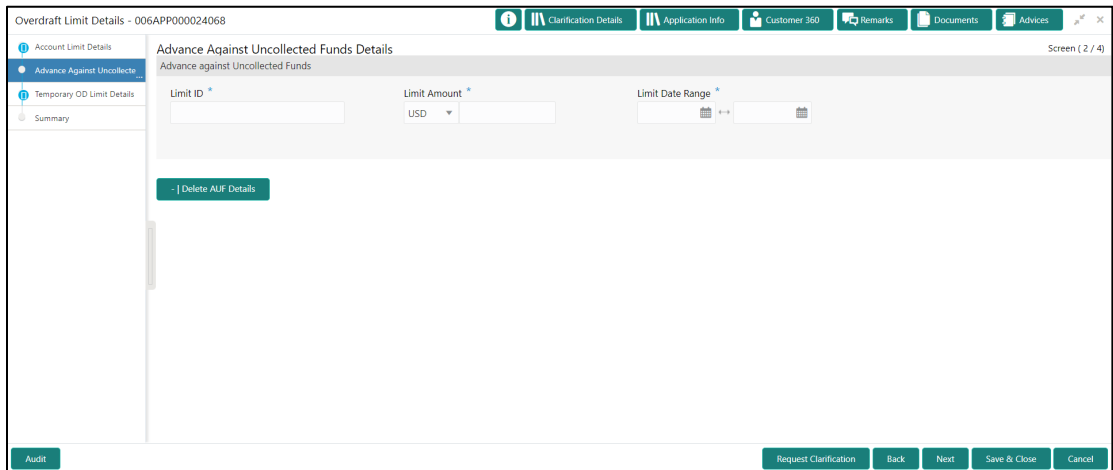 Overdraft Limit Details - 006APP000024068
Clarification Details
Application Info
Customer 360
Remarks
Documents
Advices
Account Limit Details
Advance Against Uncollecte...
Temporary OD Limit Details
Summary
Advance Against Uncollected Funds Details
Screen ( 2 / 4)
Advance against Uncollected Funds
Limit ID *
Limit Amount *
Limit Date Range *
USD
- | Delete AUF Details
Audit
Request Clarification
Back
Next
Save & Close
Cancel